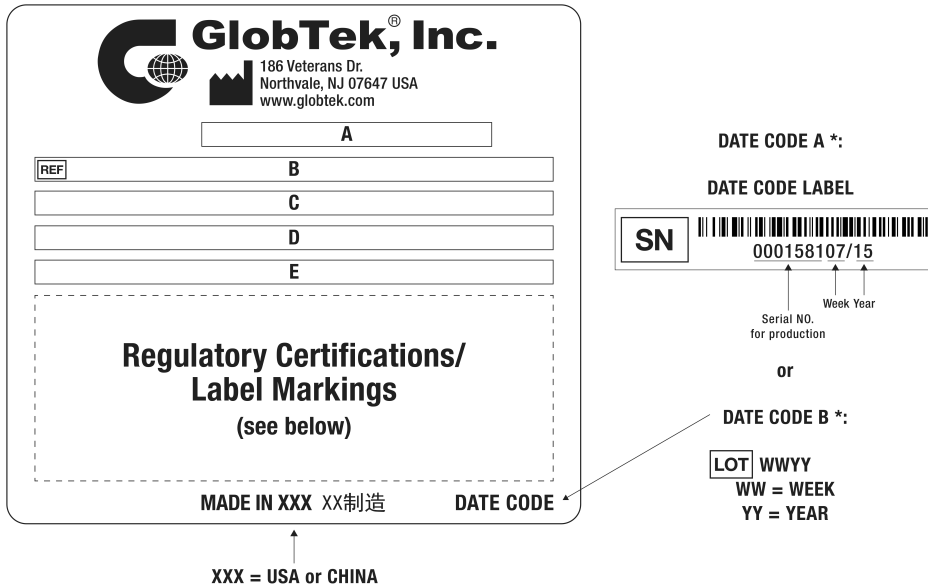 GlobTek,® Inc.
186 Veterans Dr.
Northvale, NJ 07647 USA
www.globtek.com
A
REF B
C
D
E
Regulatory Certifications/
Label Markings
(see below)
MADE IN XXX XX制造 DATE CODE
XXX = USA or CHINA
DATE CODE A *:
DATE CODE LABEL
SN
00015810​7/15
Serial NO.
for production
Week Year
or
DATE CODE B *:
LOT WWYY
WW = WEEK
YY = YEAR